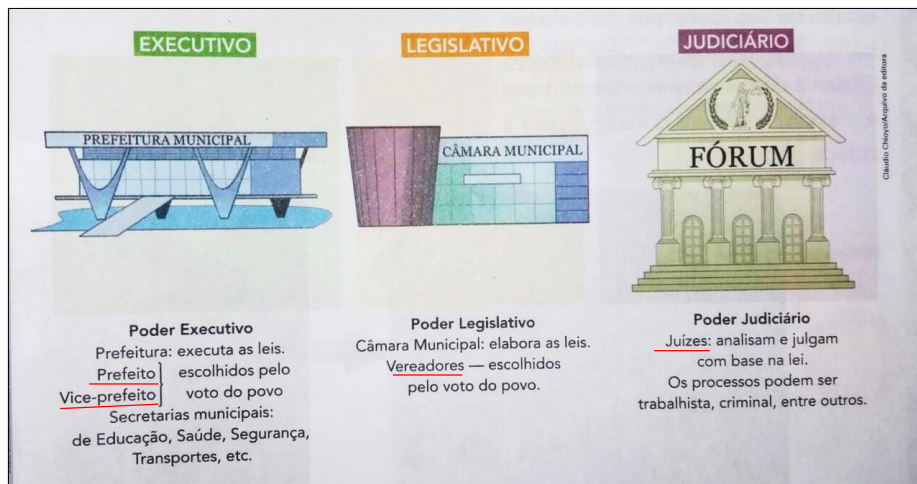 EXECUTIVO
PREFEITURA MUNICIPAL
Poder Executivo
Prefeitura: executa as leis.
Prefeito
Vice-prefeito
escolhidos pelo
voto do povo
Secretarias municipais:
de Educação, Saúde, Segurança,
Transportes, etc.
LEGISLATIVO
CÂMARA MUNICIPAL
Poder Legislativo
Câmara Municipal: elabora as leis.
Vereadores — escolhidos
pelo voto do povo.
JUDICIÁRIO
FÓRUM
Poder Judiciário
Juízes: analisam e julgam
com base na lei.
Os processos podem ser
trabalhista, criminal, entre outros.
Cláudio Chiyo/Arquivo da editora